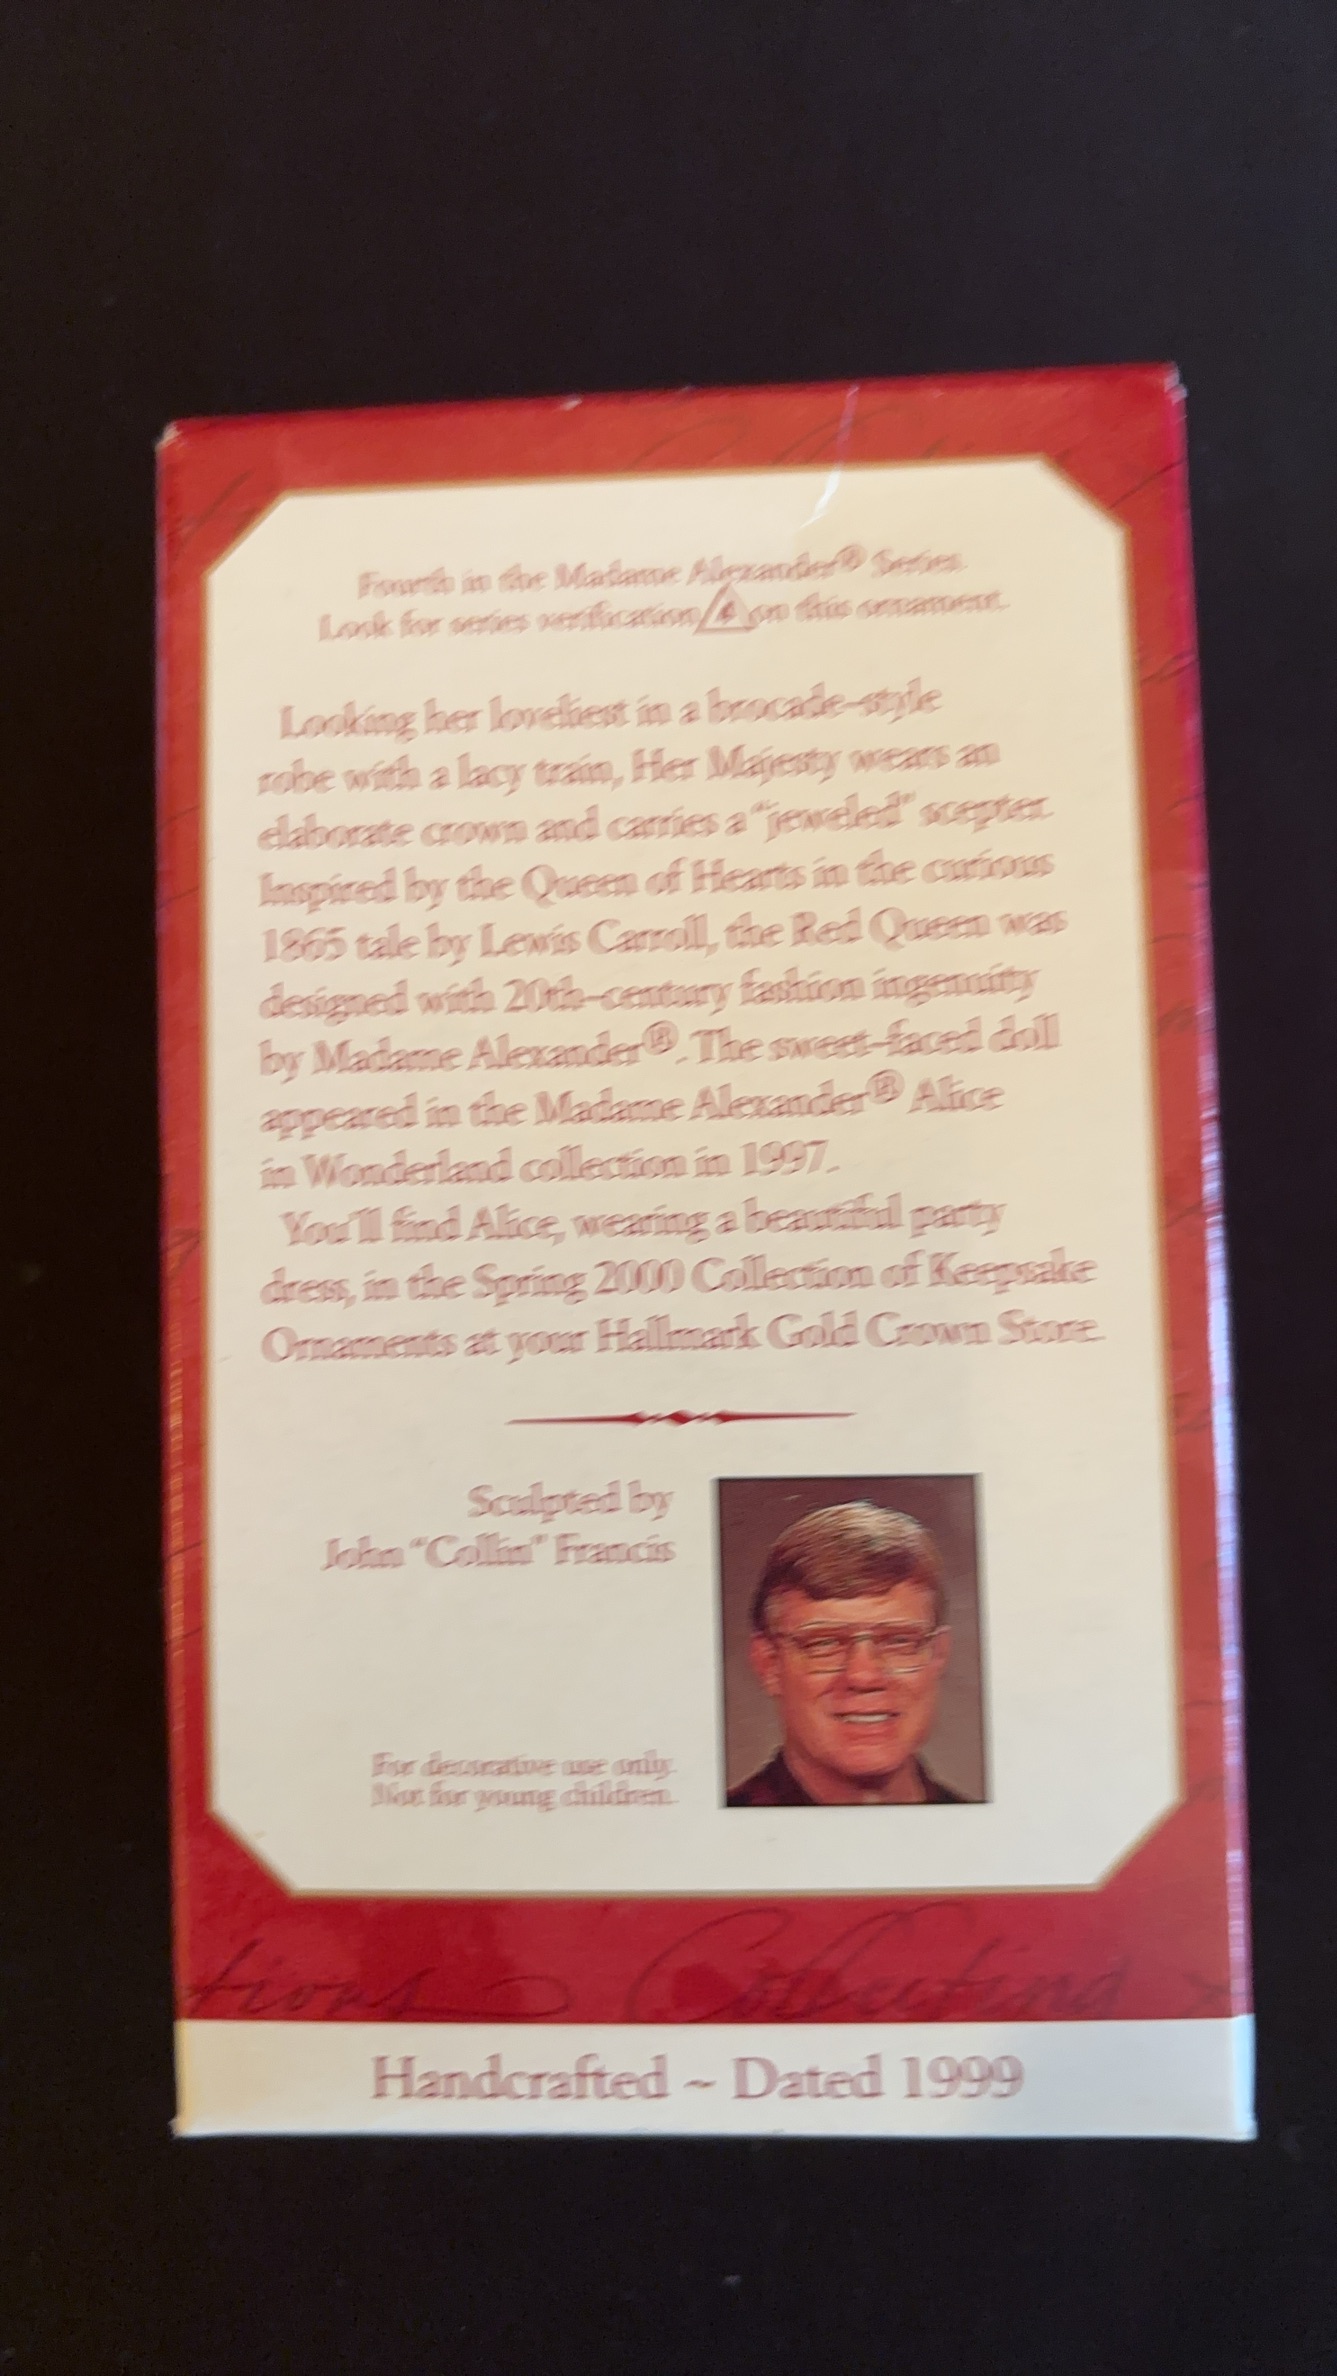 Fourth in the Madame Alexander® Series.
Look for series verification 4 on this ornament.
Looking her loveliest in a brocade-style
robe with a lacy train, Her Majesty wears an
elaborate crown and carries a "jeweled" scepter.
Inspired by the Queen of Hearts in the curious
1865 tale by Lewis Carroll, the Red Queen was
designed with 20th-century fashion ingenuity
by Madame Alexander®. The sweet-faced doll
appeared in the Madame Alexander® Alice
in Wonderland collection in 1997.
You'll find Alice, wearing a beautiful party
dress, in the Spring 2000 Collection of Keepsake
Ornaments at your Hallmark Gold Crown Store.
Sculpted by
John "Collin" Francis
For decorative use only.
Not for young children.
tions Collecting
Handcrafted ~ Dated 1999